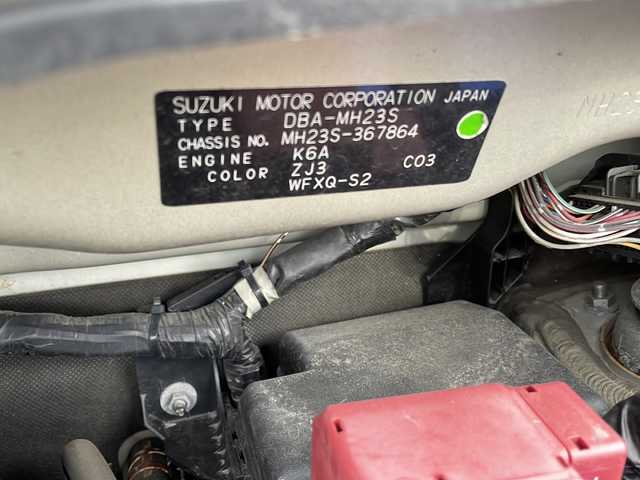 SUZUKI MOTOR CORPORATION JAPAN
TYPE DBA-MH23S
CHASSIS NO. MH23S-367864
ENGINE K6A
COLOR ZJ3 C03
WFXQ-S2